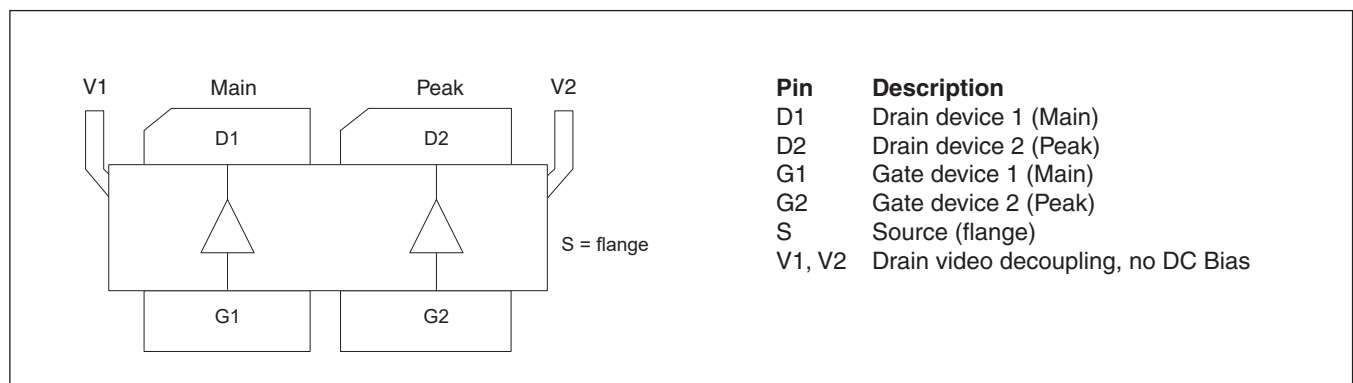 V1 Main Peak V2
D1 D2
S = flange
G1 G2
Pin Description
D1 Drain device 1 (Main)
D2 Drain device 2 (Peak)
G1 Gate device 1 (Main)
G2 Gate device 2 (Peak)
S Source (flange)
V1, V2 Drain video decoupling, no DC Bias